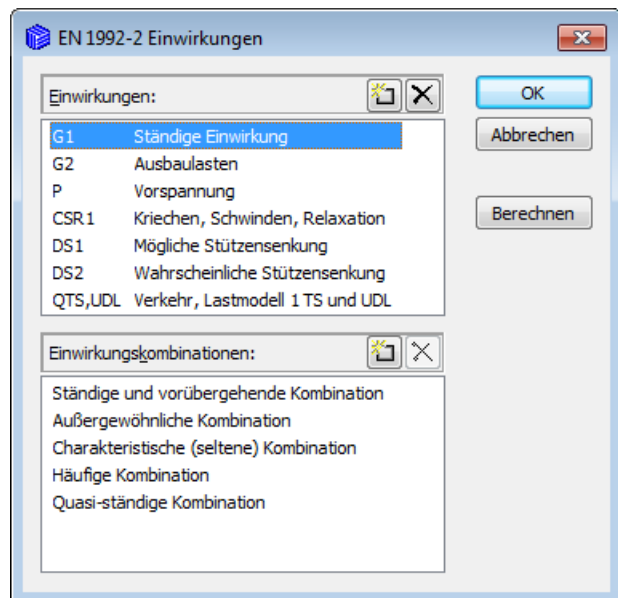 EN 1992-2 Einwirkungen
Einwirkungen:
OK
G1 Ständige Einwirkung
Abbrechen
G2 Ausbaulasten
P Vorspannung
CSR1 Kriechen, Schwinden, Relaxation
Berechnen
DS1 Mögliche Stützensenkung
DS2 Wahrscheinliche Stützensenkung
QTS,UDL Verkehr, Lastmodell 1 TS und UDL
Einwirkungskombinationen:
Ständige und vorübergehende Kombination
Außergewöhnliche Kombination
Charakteristische (seltene) Kombination
Häufige Kombination
Quasi-ständige Kombination